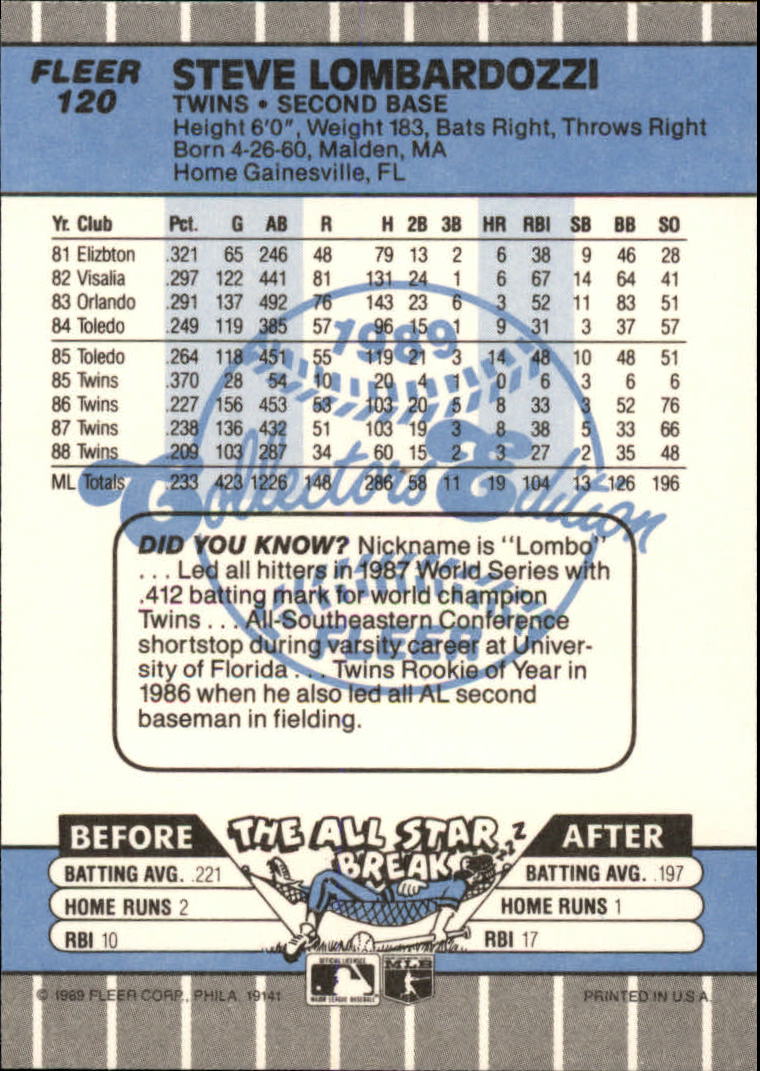 FLEER
120
STEVE LOMBARDOZZI
TWINS • SECOND BASE
Height 6'0", Weight 183, Bats Right, Throws Right
Born 4-26-60, Malden, MA
Home Gainesville, FL
Yr. Club Pct. G AB R H 2B 3B HR RBI SB BB SO
81 Elizbton .321 65 246 48 79 13 2 6 38 9 46 28
82 Visalia .297 122 441 81 131 24 1 6 67 14 64 41
83 Orlando .291 137 492 76 143 23 6 3 52 11 83 51
84 Toledo .249 119 385 57 96 15 1 9 31 3 37 57
85 Toledo .264 118 451 55 119 21 3 14 48 10 48 51
85 Twins .370 28 54 10 20 4 1 0 6 3 6 6
86 Twins .227 156 453 53 103 20 5 8 33 3 52 76
87 Twins .238 136 432 51 103 19 3 8 38 5 33 66
88 Twins .209 103 287 34 60 15 2 3 27 2 35 48
ML Totals .233 423 1226 148 286 58 11 19 104 13 126 196
1989
Collectors' Edition
FLEER
DID YOU KNOW? Nickname is "Lombo"
. . . Led all hitters in 1987 World Series with
.412 batting mark for world champion
Twins . . . All-Southeastern Conference
shortstop during varsity career at Univer-
sity of Florida . . . Twins Rookie of Year in
1986 when he also led all AL second
baseman in fielding.
BEFORE THE ALL STAR BREAK AFTER
Z Z Z
BATTING AVG. .221
HOME RUNS 2
RBI 10
BATTING AVG. .197
HOME RUNS 1
RBI 17
OFFICIAL LICENSEE
MAJOR LEAGUE BASEBALL
MLB
© 1989 FLEER CORP., PHILA. 19141
PRINTED IN U.S.A.